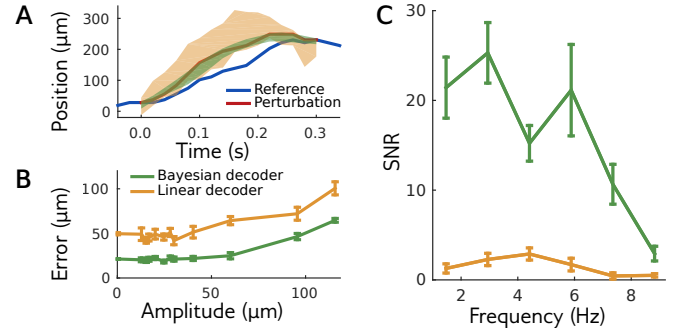 A
Position (μm)
300
200
100
0
0.0
0.1
0.2
0.3
Time (s)
Reference
Perturbation
B
Error (μm)
100
50
0
0
50
100
Amplitude (μm)
Bayesian decoder
Linear decoder
C
SNR
30
20
10
0
2
4
6
8
Frequency (Hz)